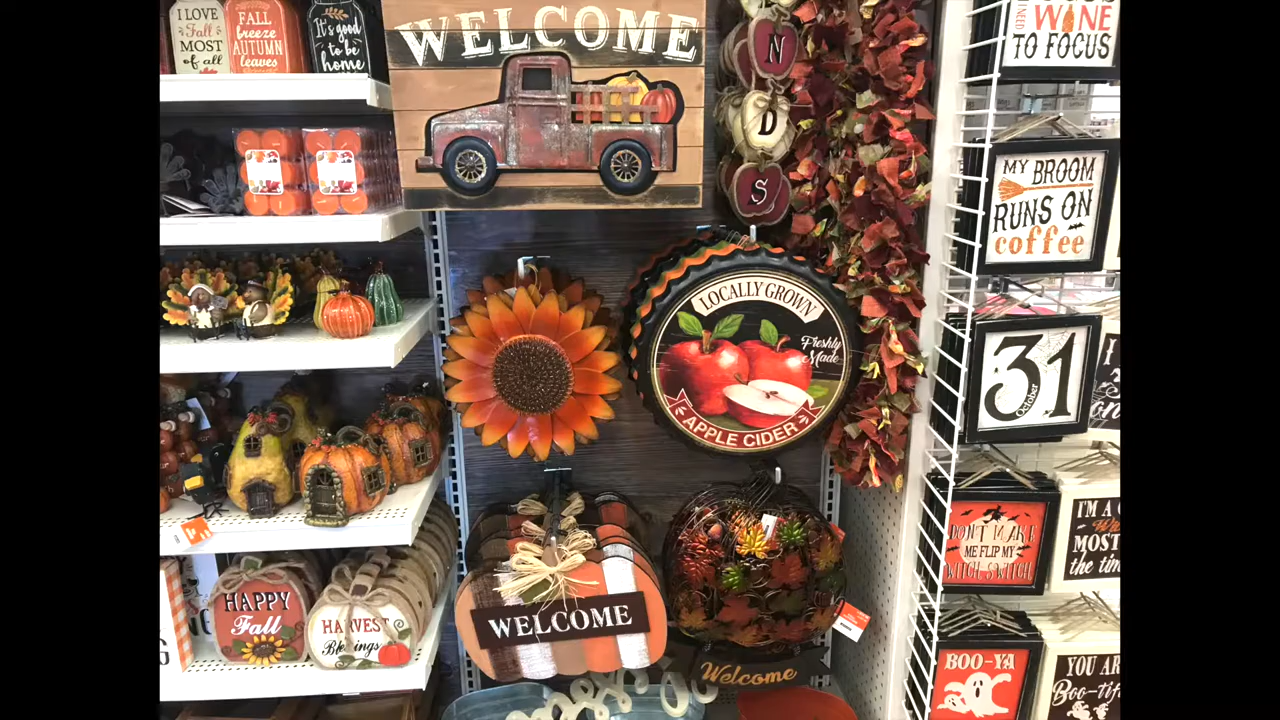 I LOVE
Fall
MOST
of all
FALL
breeze
AUTUMN
leaves
It's good
to be
home
WELCOME
N
D
S
WINE
TO FOCUS
MY BROOM
RUNS ON
coffee
LOCALLY GROWN
Freshly
Made
APPLE CIDER
31
October
DON'T MAKE
ME FLIP MY
WITCH SWITCH
I'M A
MOST
the time
HAPPY
Fall
HARVEST
Blessings
WELCOME
Welcome
BOO-YA
YOU AR
Boo-tif